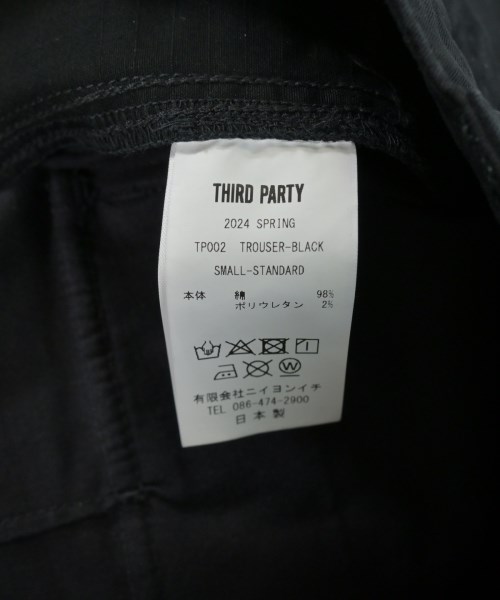 THIRD PARTY
2024 SPRING
TP002 TROUSER-BLACK
SMALL-STANDARD
本体 綿 98%
ポリウレタン 2%
有限会社ニイヨンイチ
TEL 086-474-2900
日本製